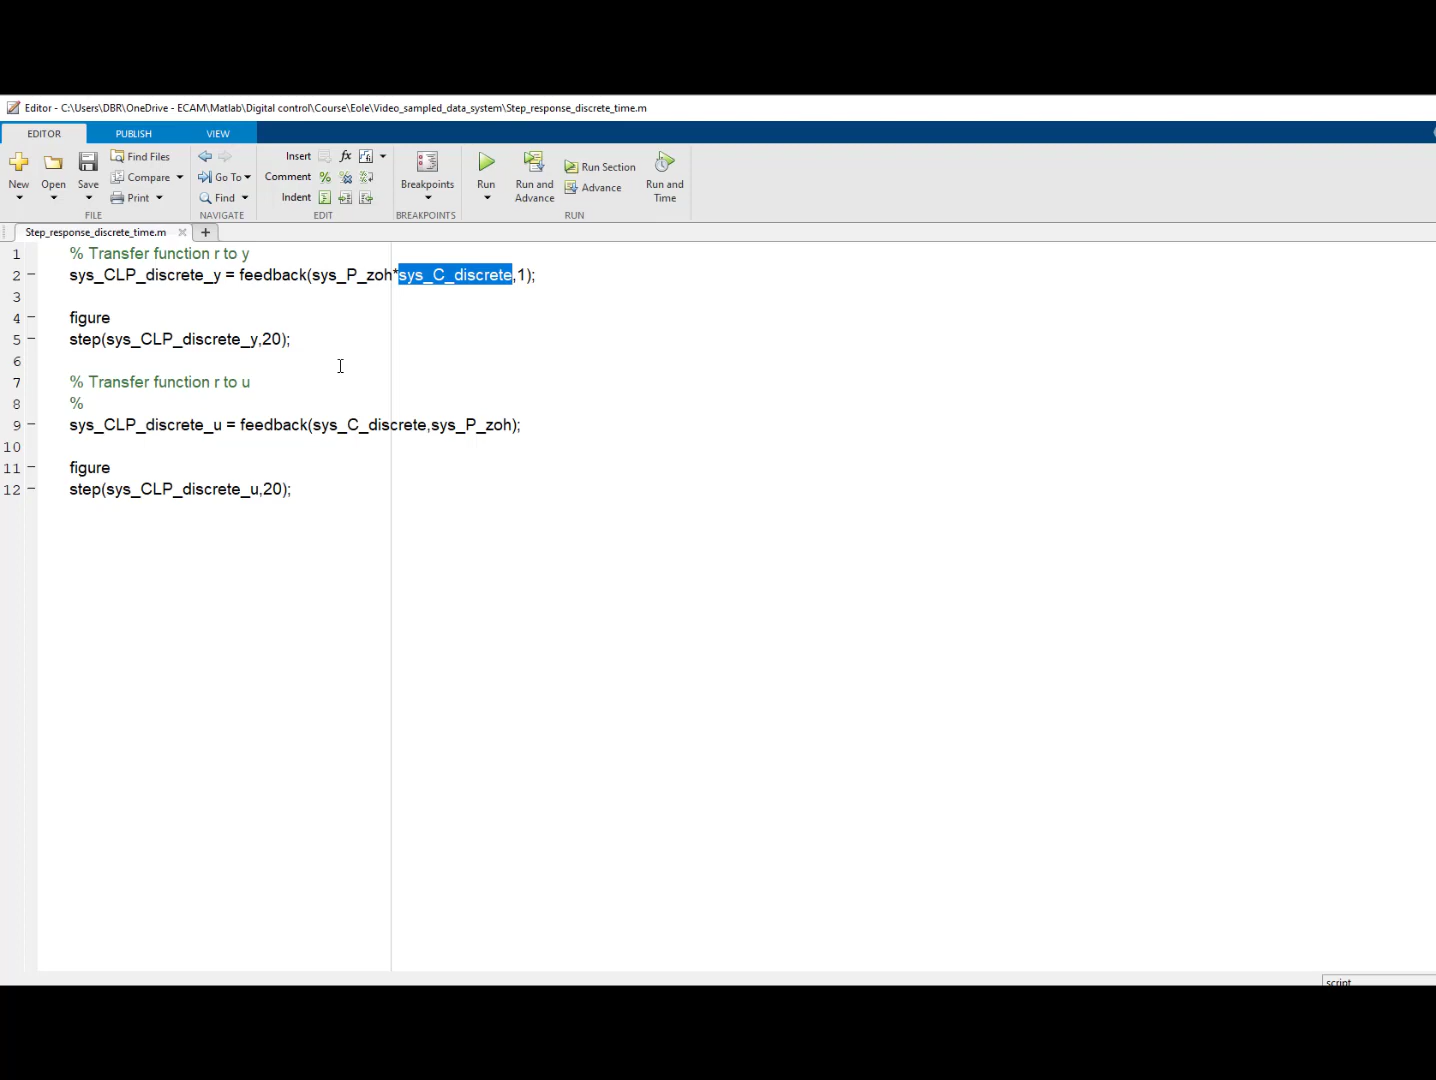 Editor - C:\Users\DBR\OneDrive - ECAM\Matlab\Digital control\Course\Eole\Video_sampled_data_system\Step_response_discrete_time.m
EDITOR PUBLISH VIEW
New Open Save
Find Files
Compare
Print
FILE
Go To
Find
NAVIGATE
Insert fx
Comment
Indent
EDIT
Breakpoints
BREAKPOINTS
Run
Run and Advance
Run Section
Advance
Run and Time
RUN
Step_response_discrete_time.m
1 % Transfer function r to y
2 sys_CLP_discrete_y = feedback(sys_P_zoh*sys_C_discrete,1);
3
4 figure
5 step(sys_CLP_discrete_y,20);
6
7 % Transfer function r to u
8 %
9 sys_CLP_discrete_u = feedback(sys_C_discrete,sys_P_zoh);
10
11 figure
12 step(sys_CLP_discrete_u,20);
script